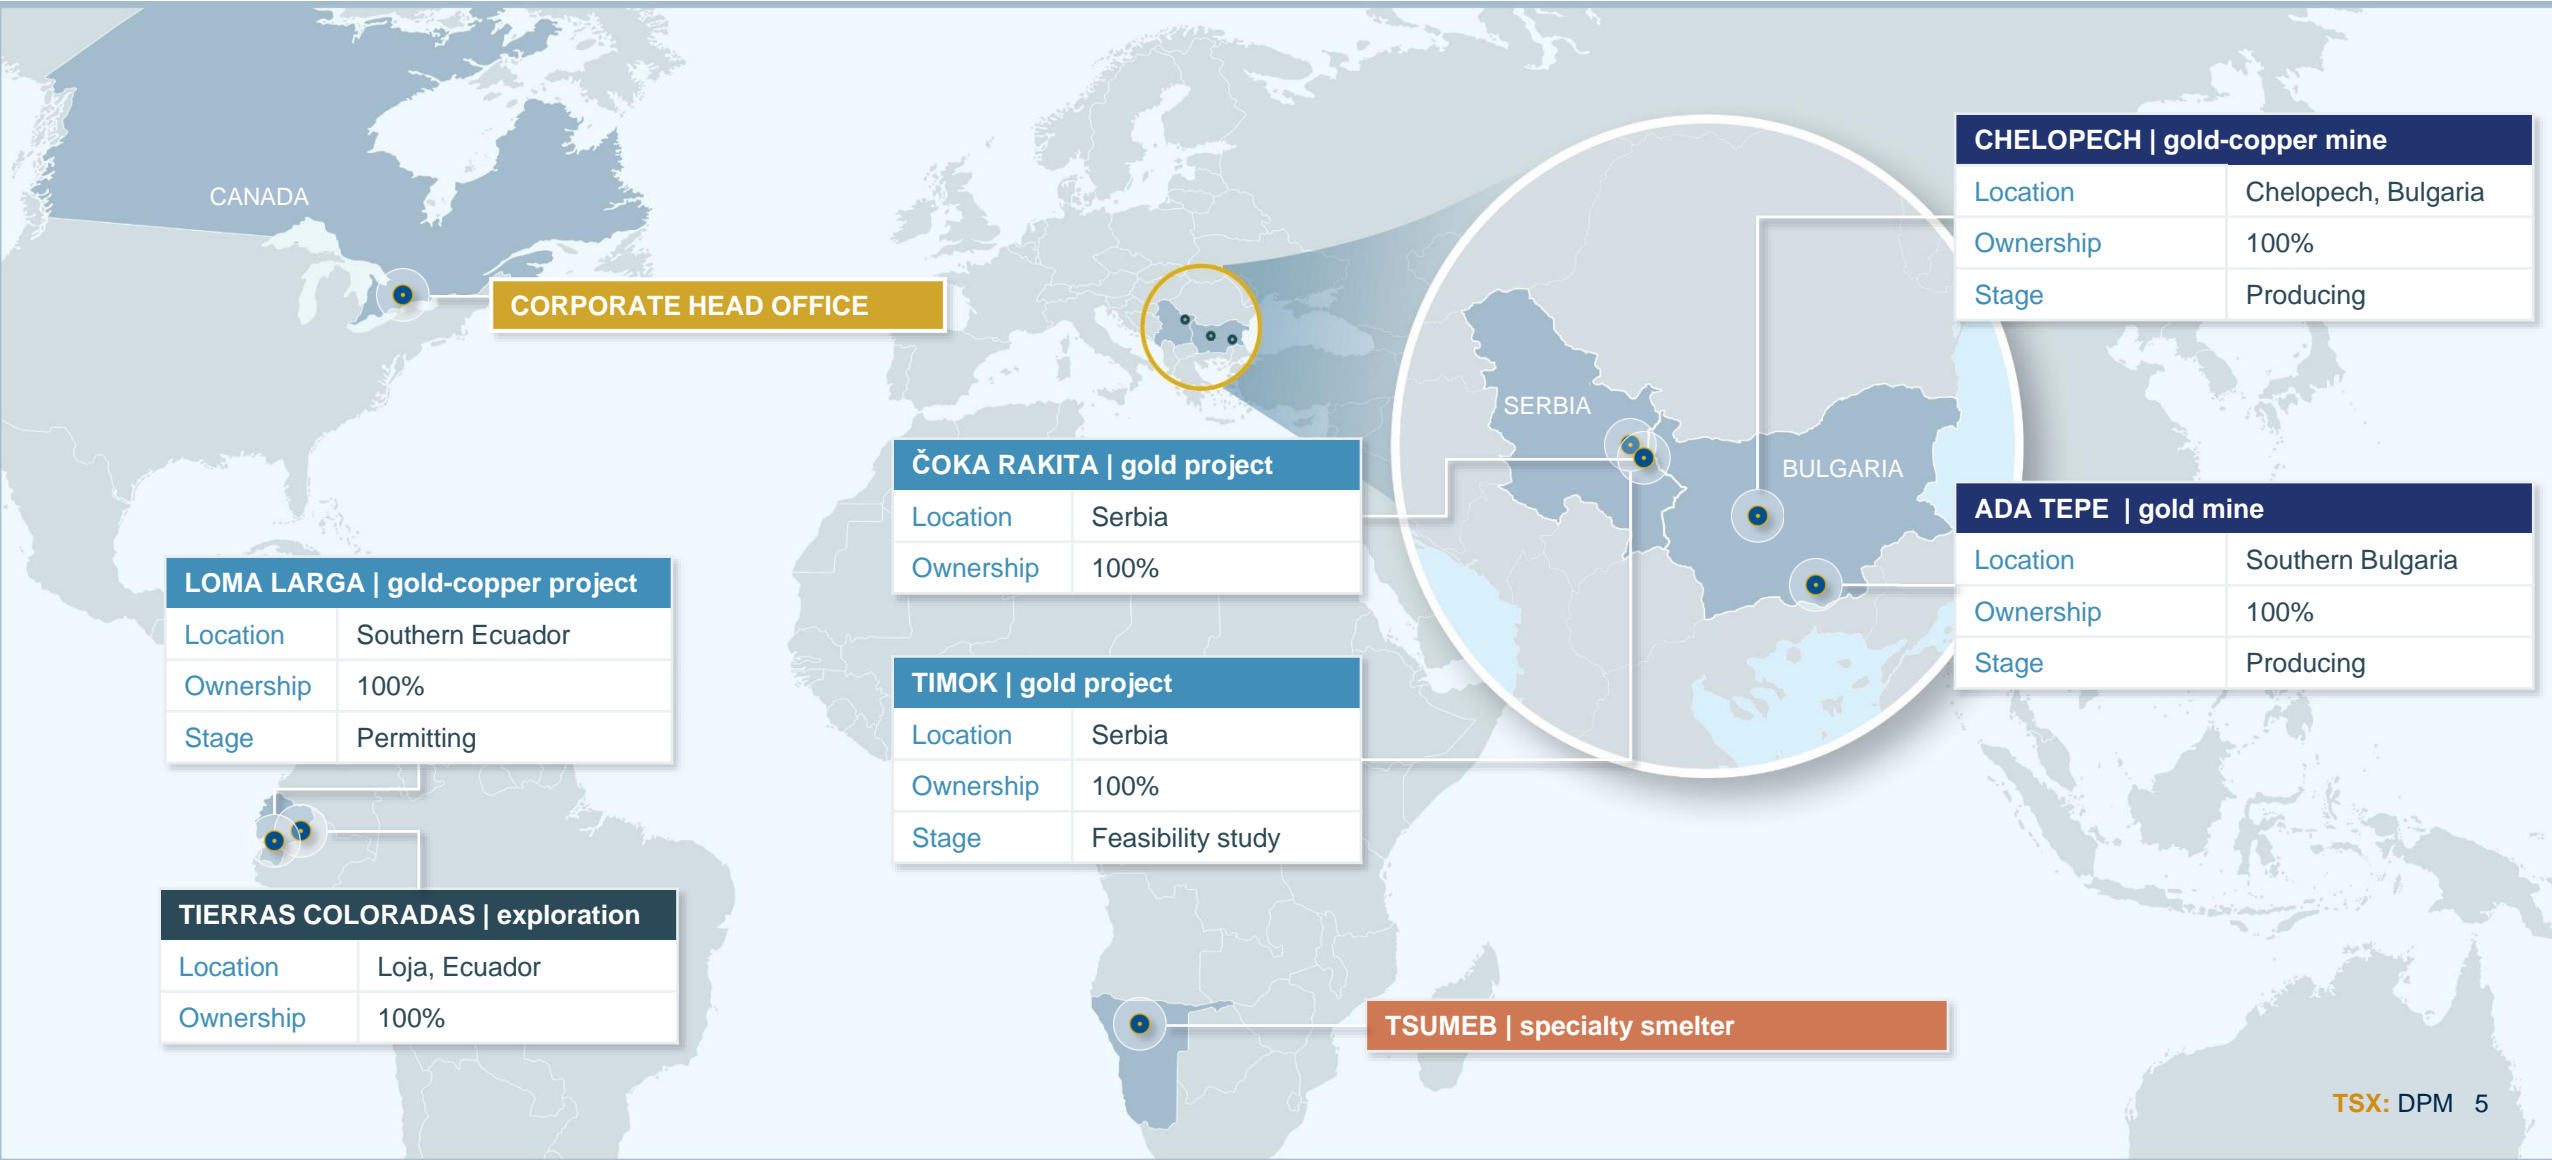 CANADA
CORPORATE HEAD OFFICE
LOMA LARGA | gold-copper project
Location Southern Ecuador
Ownership 100%
Stage Permitting
TIERRAS COLORADAS | exploration
Location Loja, Ecuador
Ownership 100%
ČOKA RAKITA | gold project
Location Serbia
Ownership 100%
TIMOK | gold project
Location Serbia
Ownership 100%
Stage Feasibility study
SERBIA
BULGARIA
CHELOPECH | gold-copper mine
Location Chelopech, Bulgaria
Ownership 100%
Stage Producing
ADA TEPE | gold mine
Location Southern Bulgaria
Ownership 100%
Stage Producing
TSUMEB | specialty smelter
TSX: DPM 5